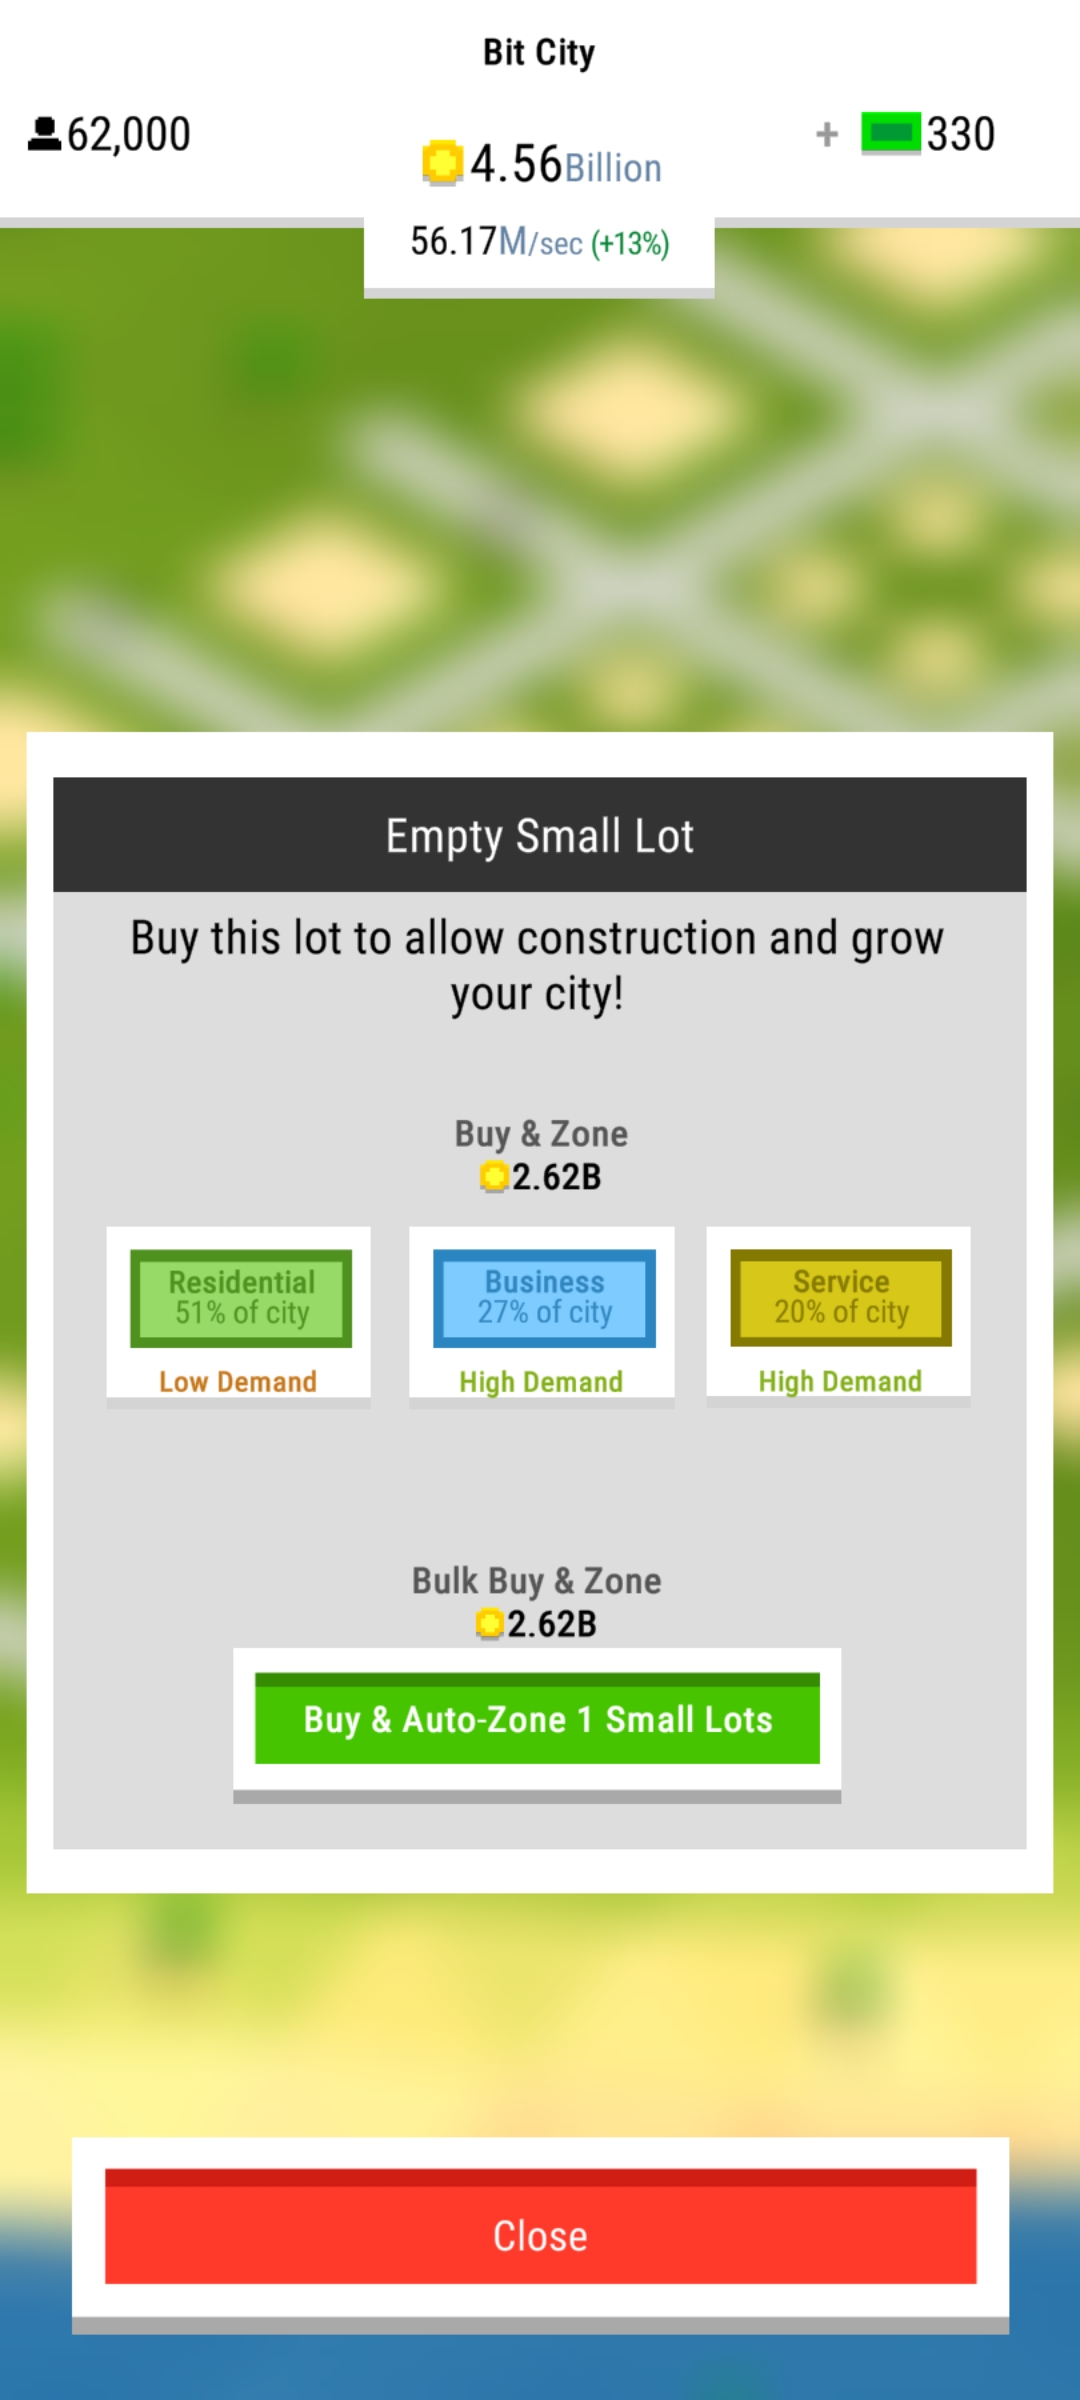 Bit City
62,000
4.56Billion
+ 330
56.17M/sec (+13%)
Empty Small Lot
Buy this lot to allow construction and grow
your city!
Buy & Zone
2.62B
Residential
51% of city
Low Demand
Business
27% of city
High Demand
Service
20% of city
High Demand
Bulk Buy & Zone
2.62B
Buy & Auto-Zone 1 Small Lots
Close